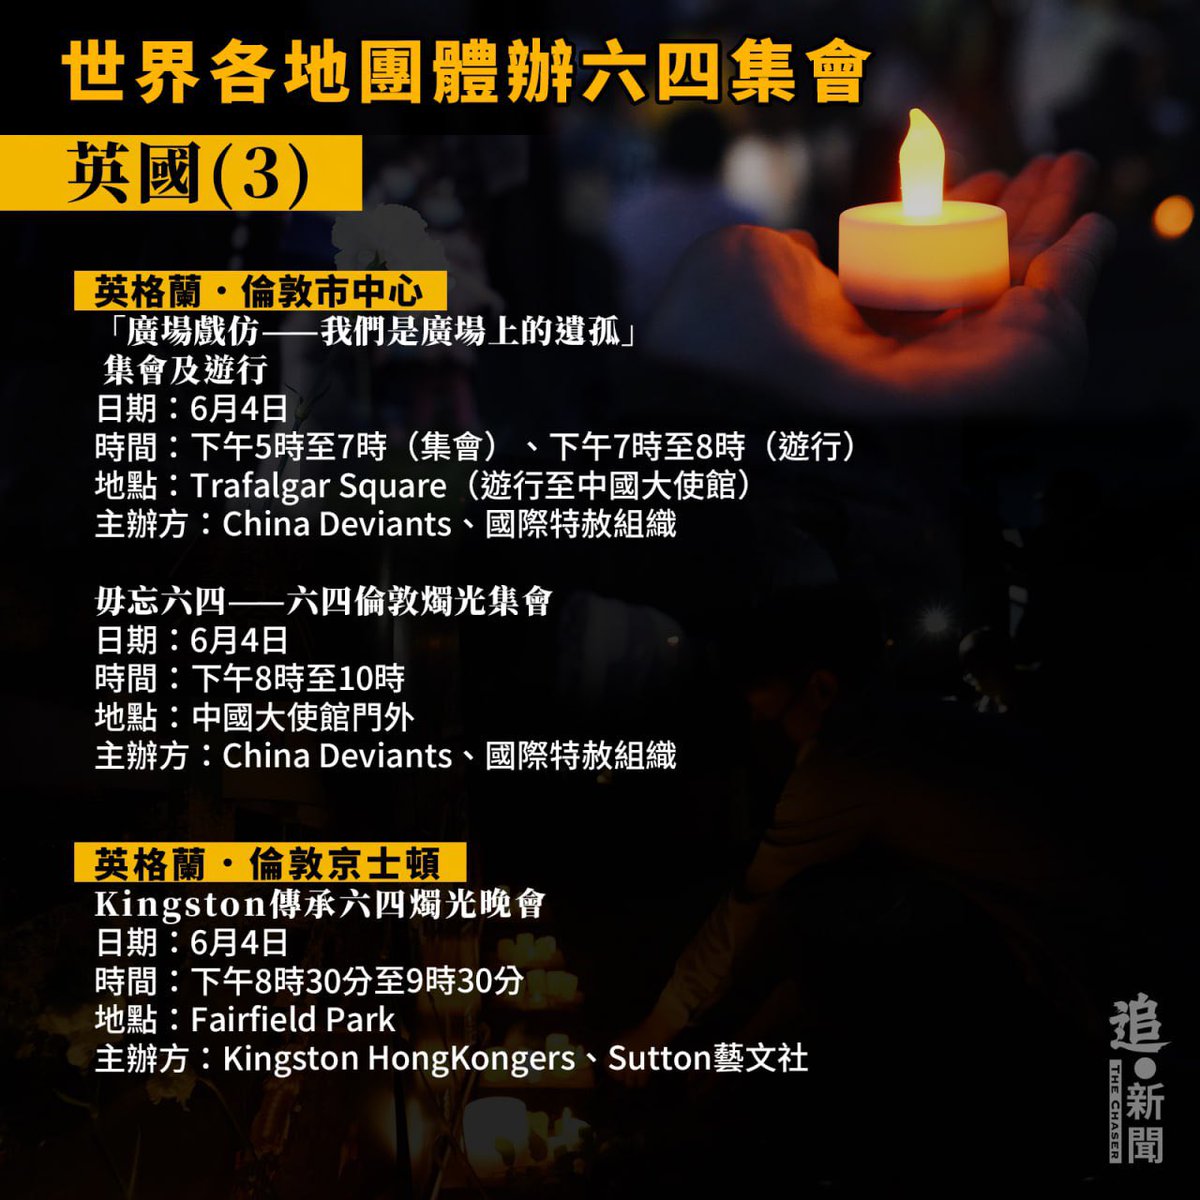 世界各地團體辦六四集會
英國(3)
英格蘭・倫敦市中心
「廣場戲仿——我們是廣場上的遺孤」
集會及遊行
日期：6月4日
時間：下午5時至7時（集會）、下午7時至8時（遊行）
地點：Trafalgar Square（遊行至中國大使館）
主辦方：China Deviants、國際特赦組織
毋忘六四——六四倫敦燭光集會
日期：6月4日
時間：下午8時至10時
地點：中國大使館門外
主辦方：China Deviants、國際特赦組織
英格蘭・倫敦京士頓
Kingston傳承六四燭光晚會
日期：6月4日
時間：下午8時30分至9時30分
地點：Fairfield Park
主辦方：Kingston HongKongers、Sutton藝文社
追・新聞
THE CHASER